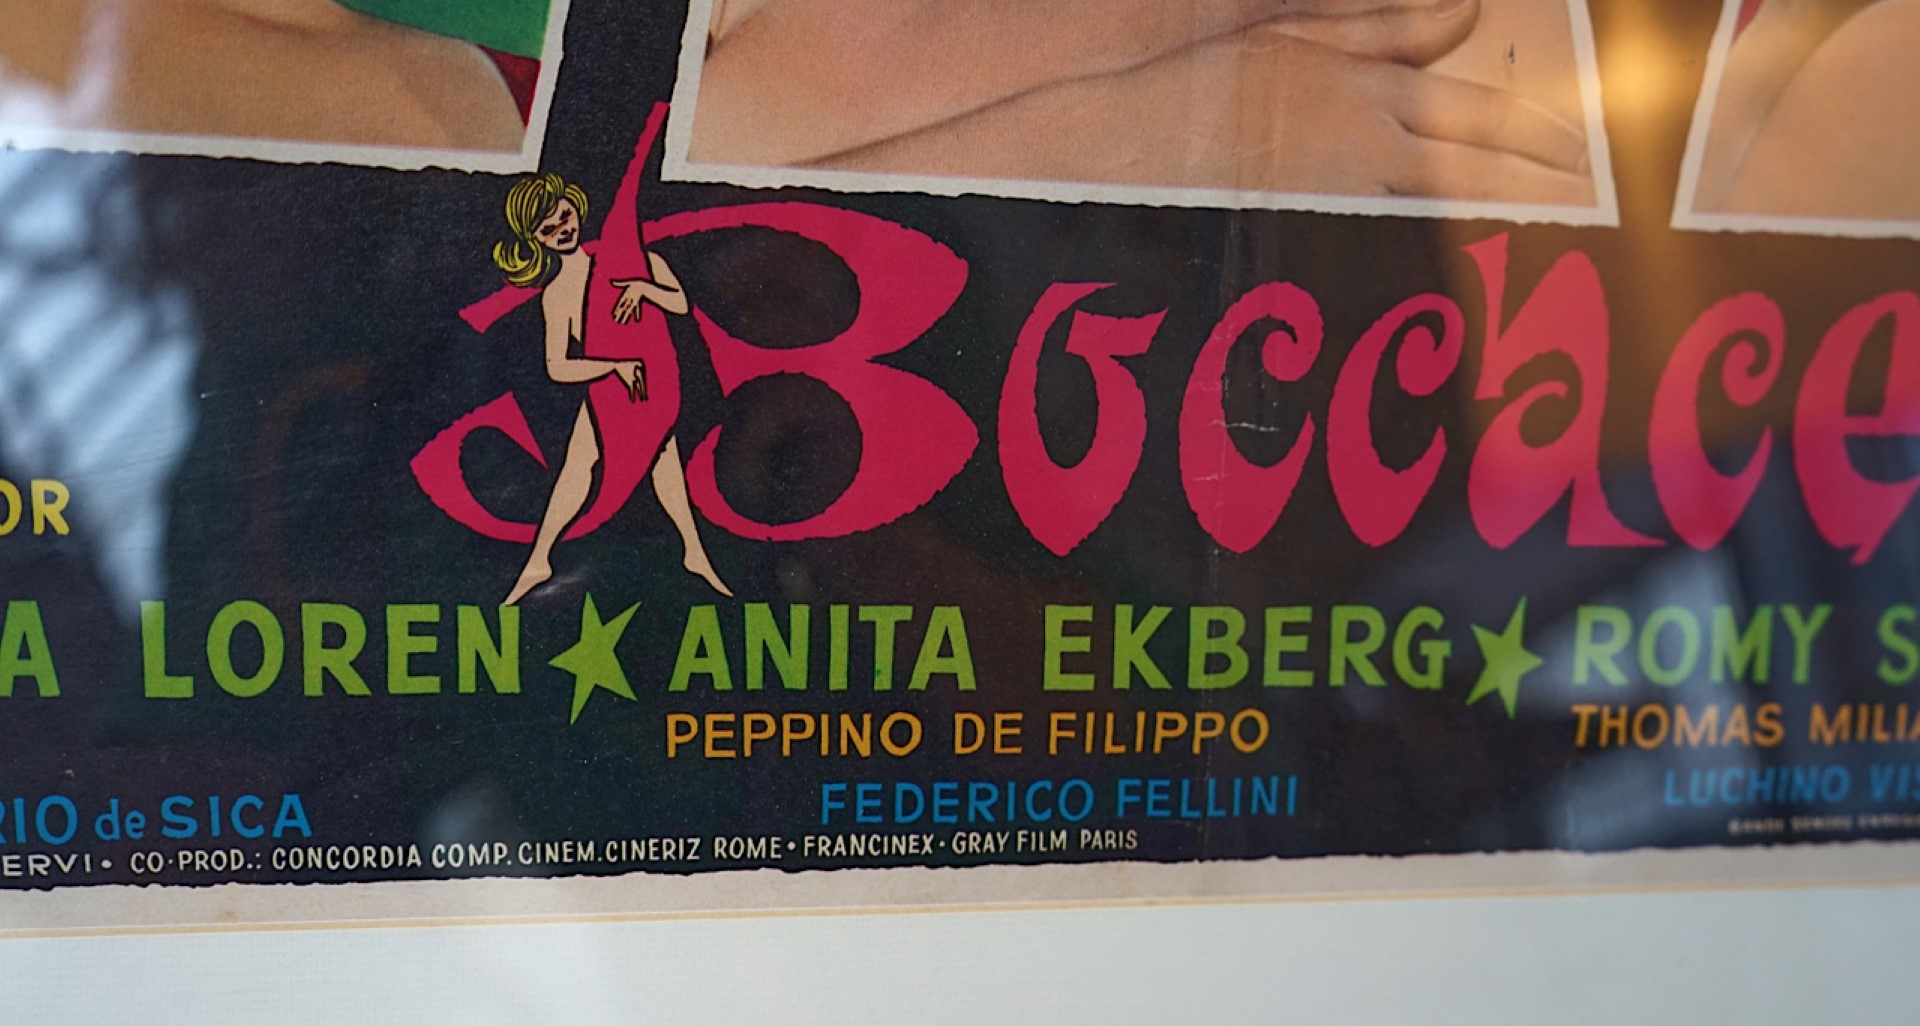 Boccace
OR
A LOREN ★ ANITA EKBERG ★ ROMY S
PEPPINO DE FILIPPO THOMAS MILIA
RIO de SICA FEDERICO FELLINI LUCHINO VIS
ERVI • CO-PROD.: CONCORDIA COMP. CINEM. CINERIZ ROME • FRANCINEX • GRAY FILM PARIS